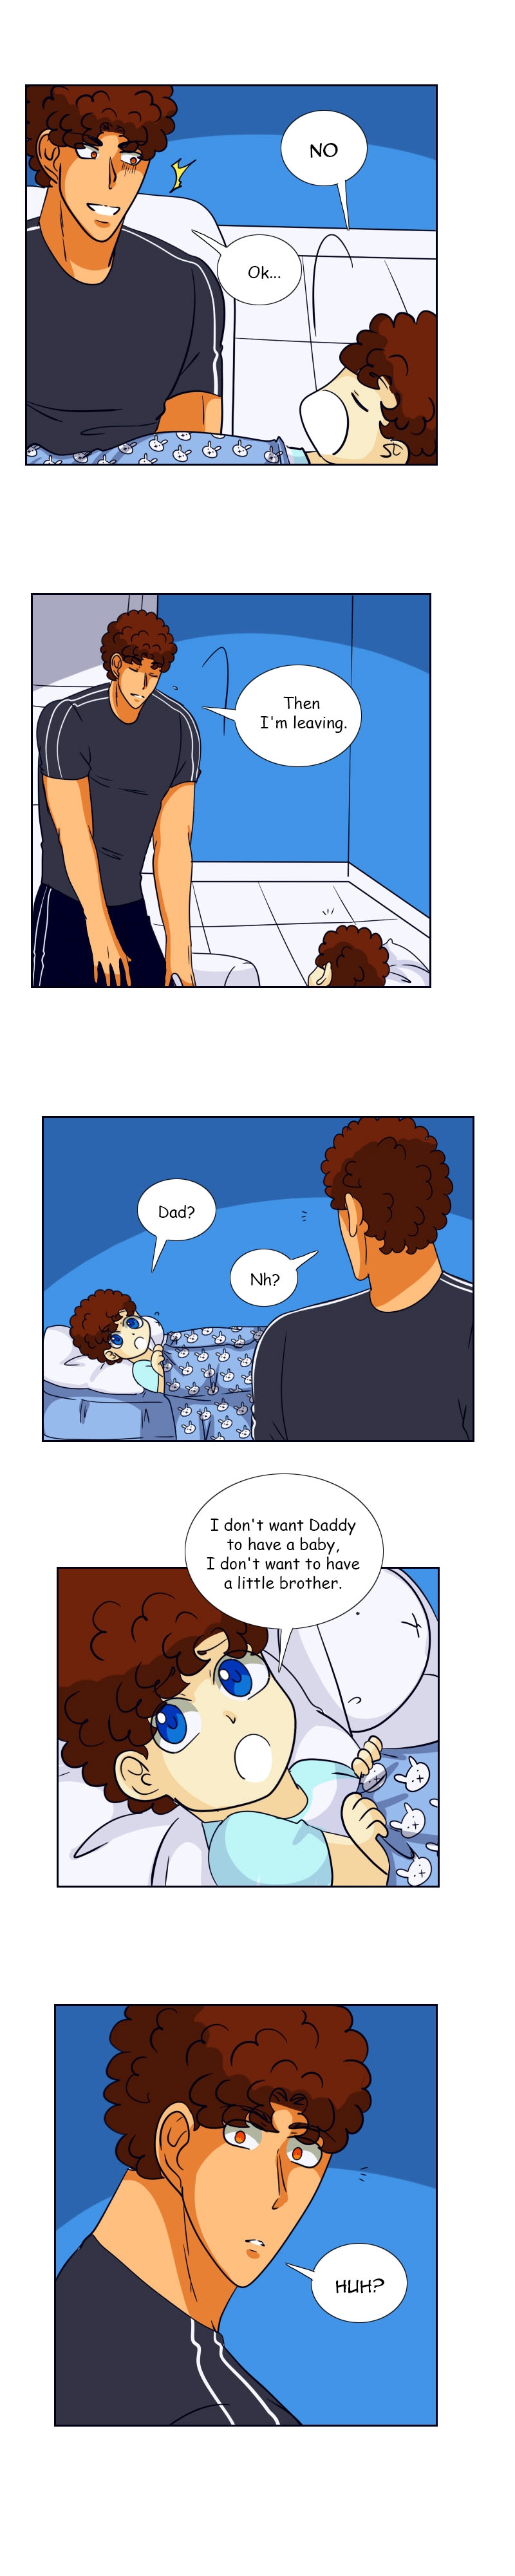 NO
Ok...
Then
I'm leaving.
Dad?
Nh?
I don't want Daddy
to have a baby,
I don't want to have
a little brother.
HUH?